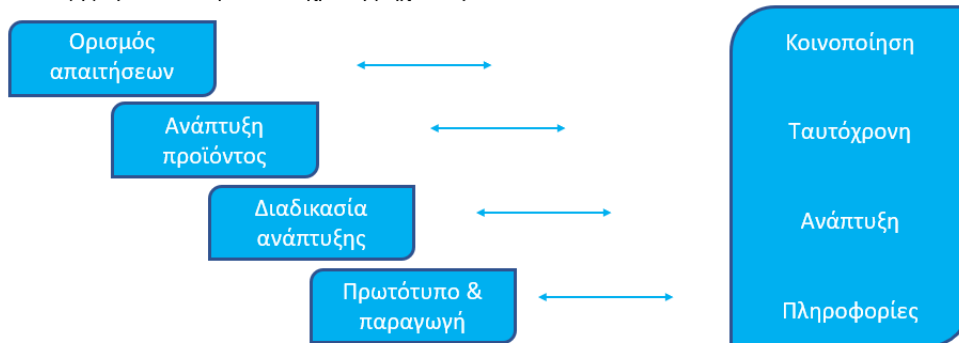 Ορισμός
απαιτήσεων
Ανάπτυξη
προϊόντος
Διαδικασία
ανάπτυξης
Πρωτότυπο &
παραγωγή
Κοινοποίηση
Ταυτόχρονη
Ανάπτυξη
Πληροφορίες